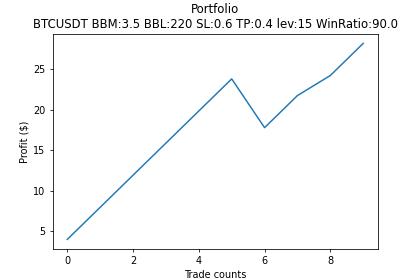 Portfolio
BTCUSDT BBM:3.5 BBL:220 SL:0.6 TP:0.4 lev:15 WinRatio:90.0
25
20
15
10
5
Profit ($)
0 2 4 6 8
Trade counts